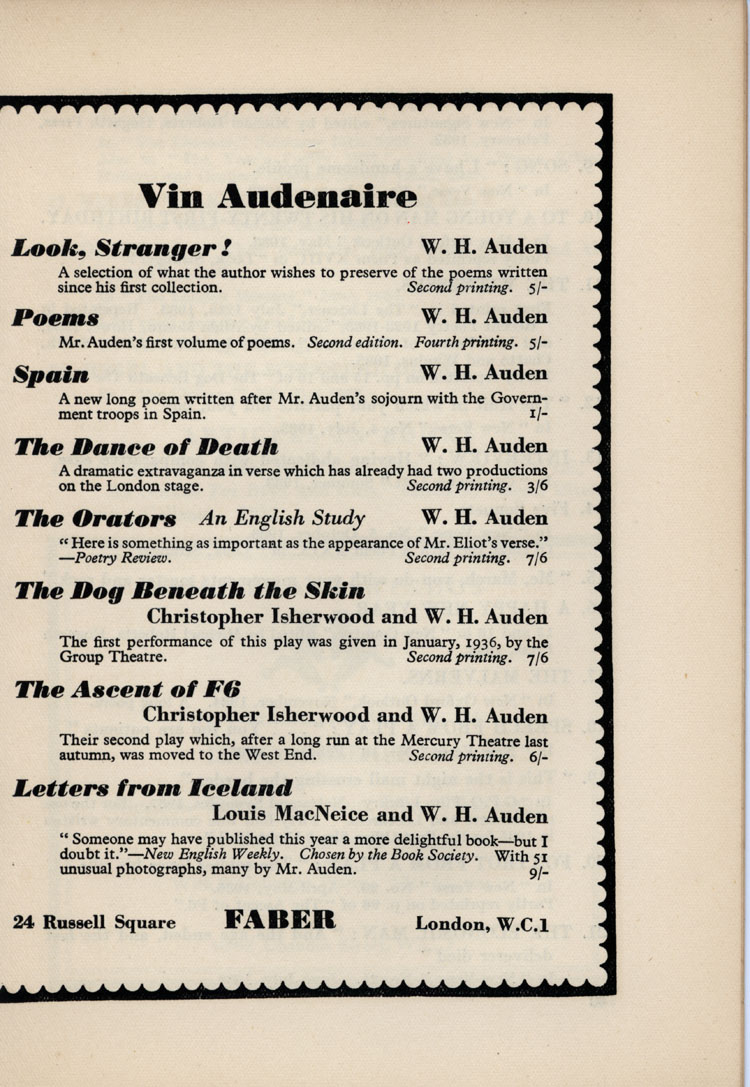 Vin Audenaire
Look, Stranger! W. H. Auden
A selection of what the author wishes to preserve of the poems written
since his first collection. Second printing. 5/-
Poems W. H. Auden
Mr. Auden's first volume of poems. Second edition. Fourth printing. 5/-
Spain W. H. Auden
A new long poem written after Mr. Auden's sojourn with the Govern-
ment troops in Spain. 1/-
The Dance of Death W. H. Auden
A dramatic extravaganza in verse which has already had two productions
on the London stage. Second printing. 3/6
The Orators An English Study W. H. Auden
"Here is something as important as the appearance of Mr. Eliot's verse."
—Poetry Review. Second printing. 7/6
The Dog Beneath the Skin
Christopher Isherwood and W. H. Auden
The first performance of this play was given in January, 1936, by the
Group Theatre. Second printing. 7/6
The Ascent of F6
Christopher Isherwood and W. H. Auden
Their second play which, after a long run at the Mercury Theatre last
autumn, was moved to the West End. Second printing. 6/-
Letters from Iceland
Louis MacNeice and W. H. Auden
"Someone may have published this year a more delightful book—but I
doubt it."—New English Weekly. Chosen by the Book Society. With 51
unusual photographs, many by Mr. Auden. 9/-
24 Russell Square FABER London, W.C.1